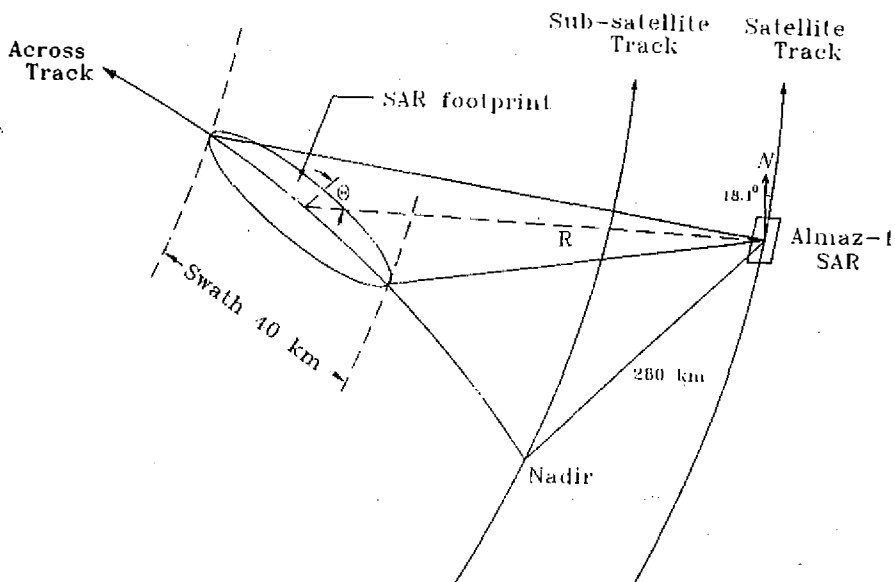 Sub-satellite
Track
Satellite
Track
Across
Track
SAR footprint
N
18.1°
Θ
R
Almaz-1
SAR
Swath 40 km
280 km
Nadir